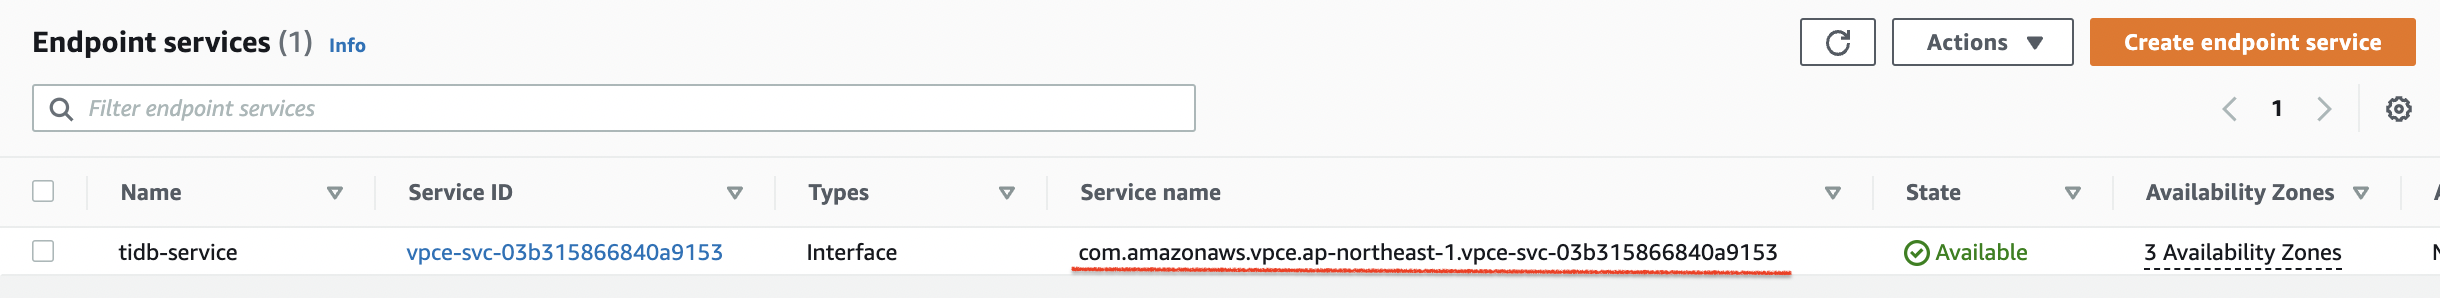 Endpoint services (1) Info
Actions
Create endpoint service
Filter endpoint services
1
Name Service ID Types Service name State Availability Zones
tidb-service vpce-svc-03b315866840a9153 Interface com.amazonaws.vpce.ap-northeast-1.vpce-svc-03b315866840a9153 Available 3 Availability Zones